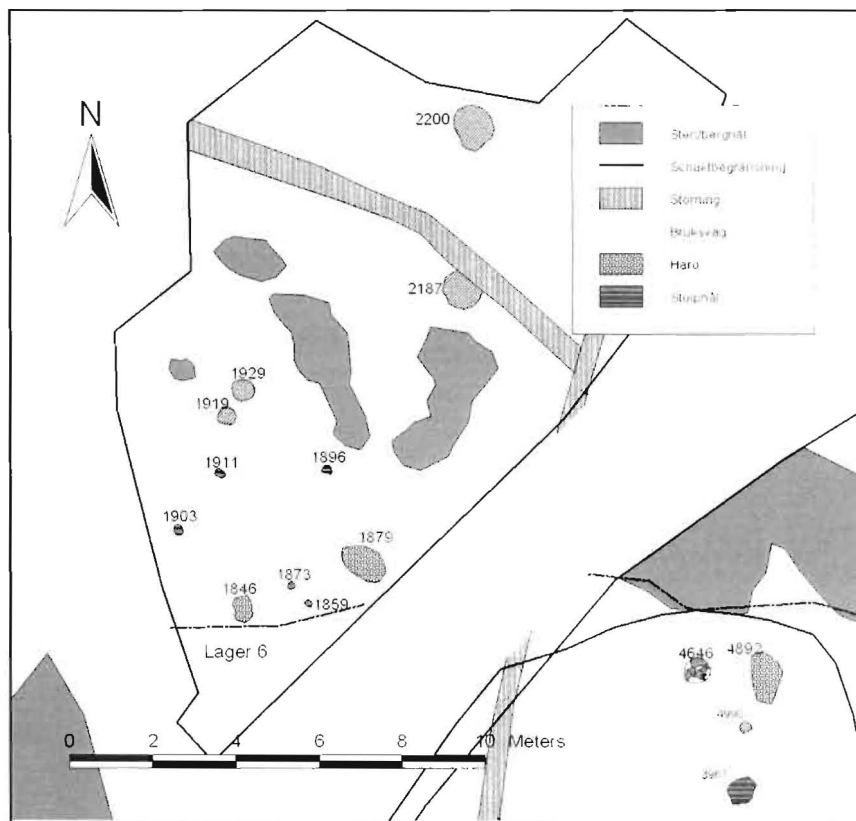 N
2200
2187
1929
1919
1911
1896
1903
1879
1873
1846
1859
Lager 6
0 2 4 6 8 10 Meters
Sten/berghäll
Schaktbegränsning
Störning
Bruksväg
Härd
Stolphål
4646
4892